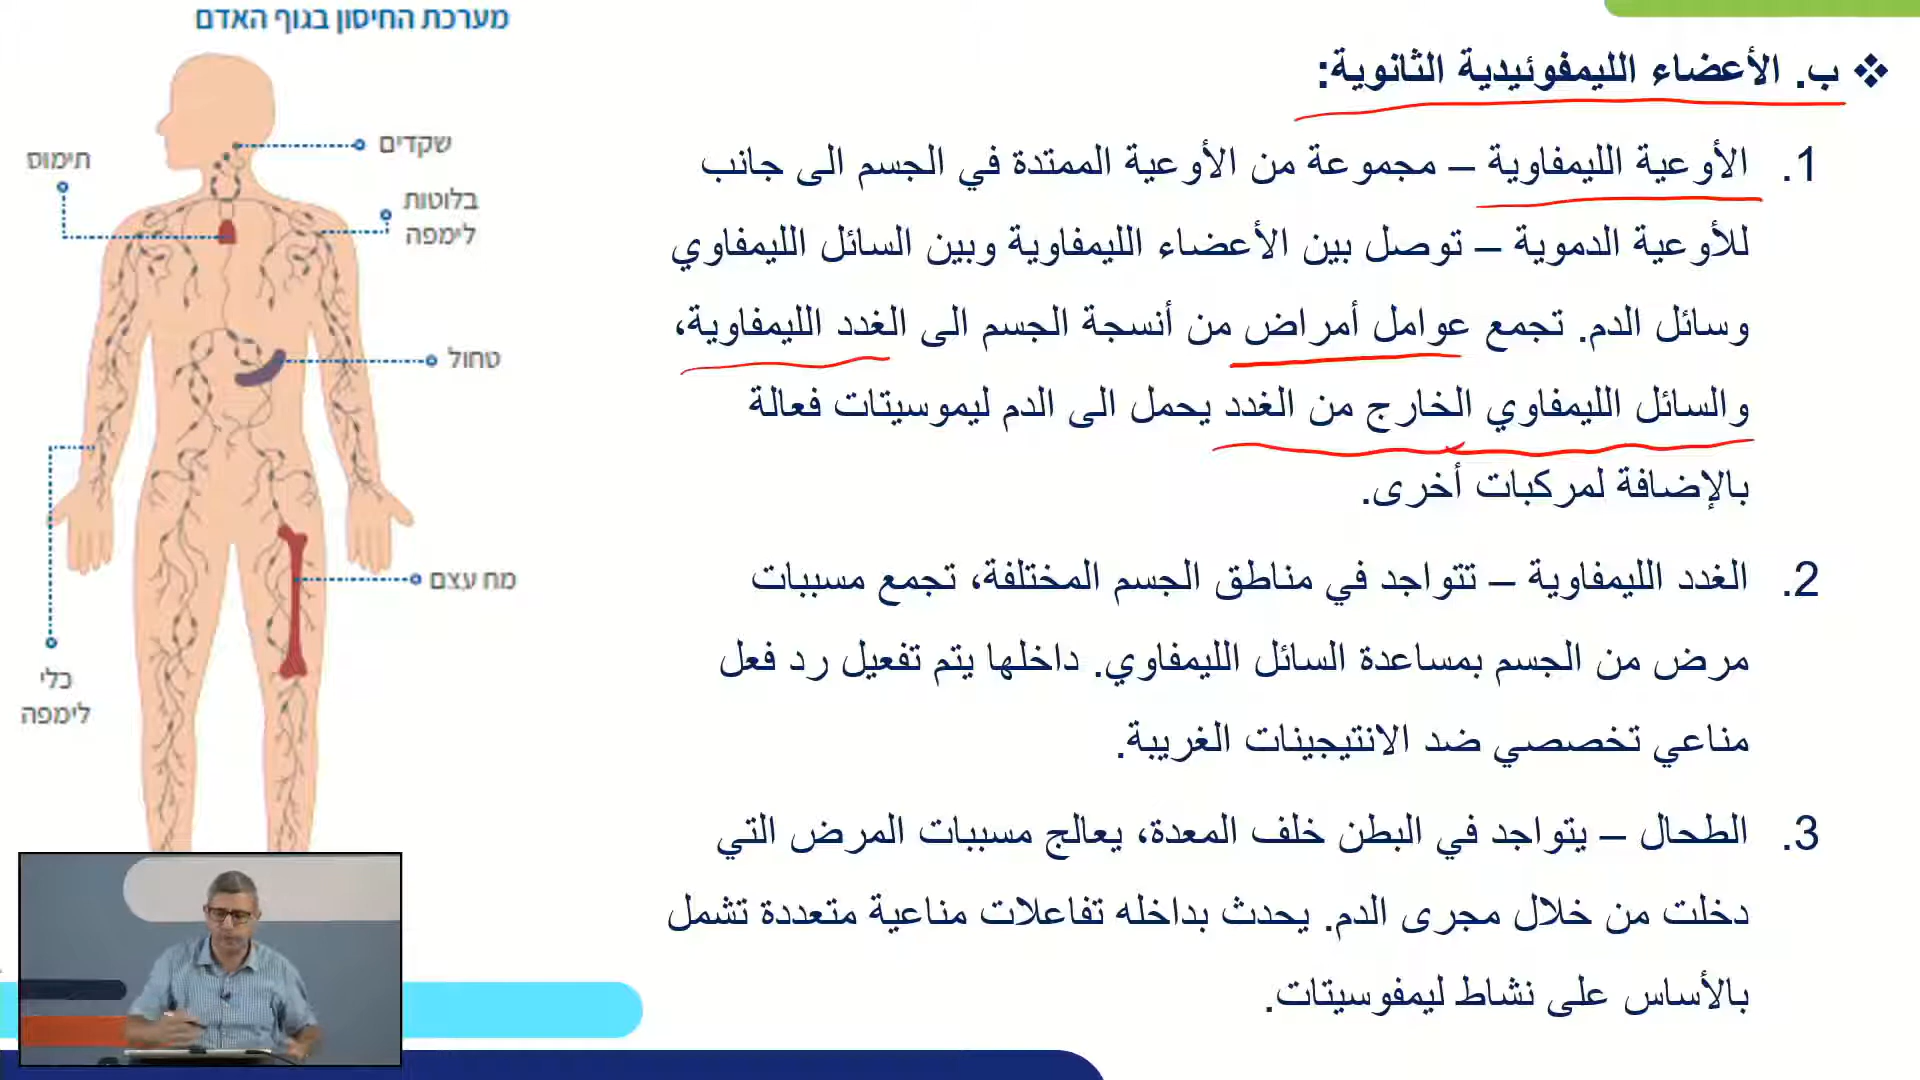 מערכת החיסון בגוף האדם
שקדים
תימוס
בלוטות
לימפה
טחול
מח עצם
כלי
לימפה
❖ ب. الأعضاء الليمفوئيدية الثانوية:
1. الأوعية الليمفاوية – مجموعة من الأوعية الممتدة في الجسم الى جانب
للأوعية الدموية – توصل بين الأعضاء الليمفاوية وبين السائل الليمفاوي
وسائل الدم. تجمع عوامل أمراض من أنسجة الجسم الى الغدد الليمفاوية،
والسائل الليمفاوي الخارج من الغدد يحمل الى الدم ليموسيتات فعالة
بالإضافة لمركبات أخرى.
2. الغدد الليمفاوية – تتواجد في مناطق الجسم المختلفة، تجمع مسببات
مرض من الجسم بمساعدة السائل الليمفاوي. داخلها يتم تفعيل رد فعل
مناعي تخصصي ضد الانتيجينات الغريبة.
3. الطحال – يتواجد في البطن خلف المعدة، يعالج مسببات المرض التي
دخلت من خلال مجرى الدم. يحدث بداخله تفاعلات مناعية متعددة تشمل
بالأساس على نشاط ليمفوسيتات.